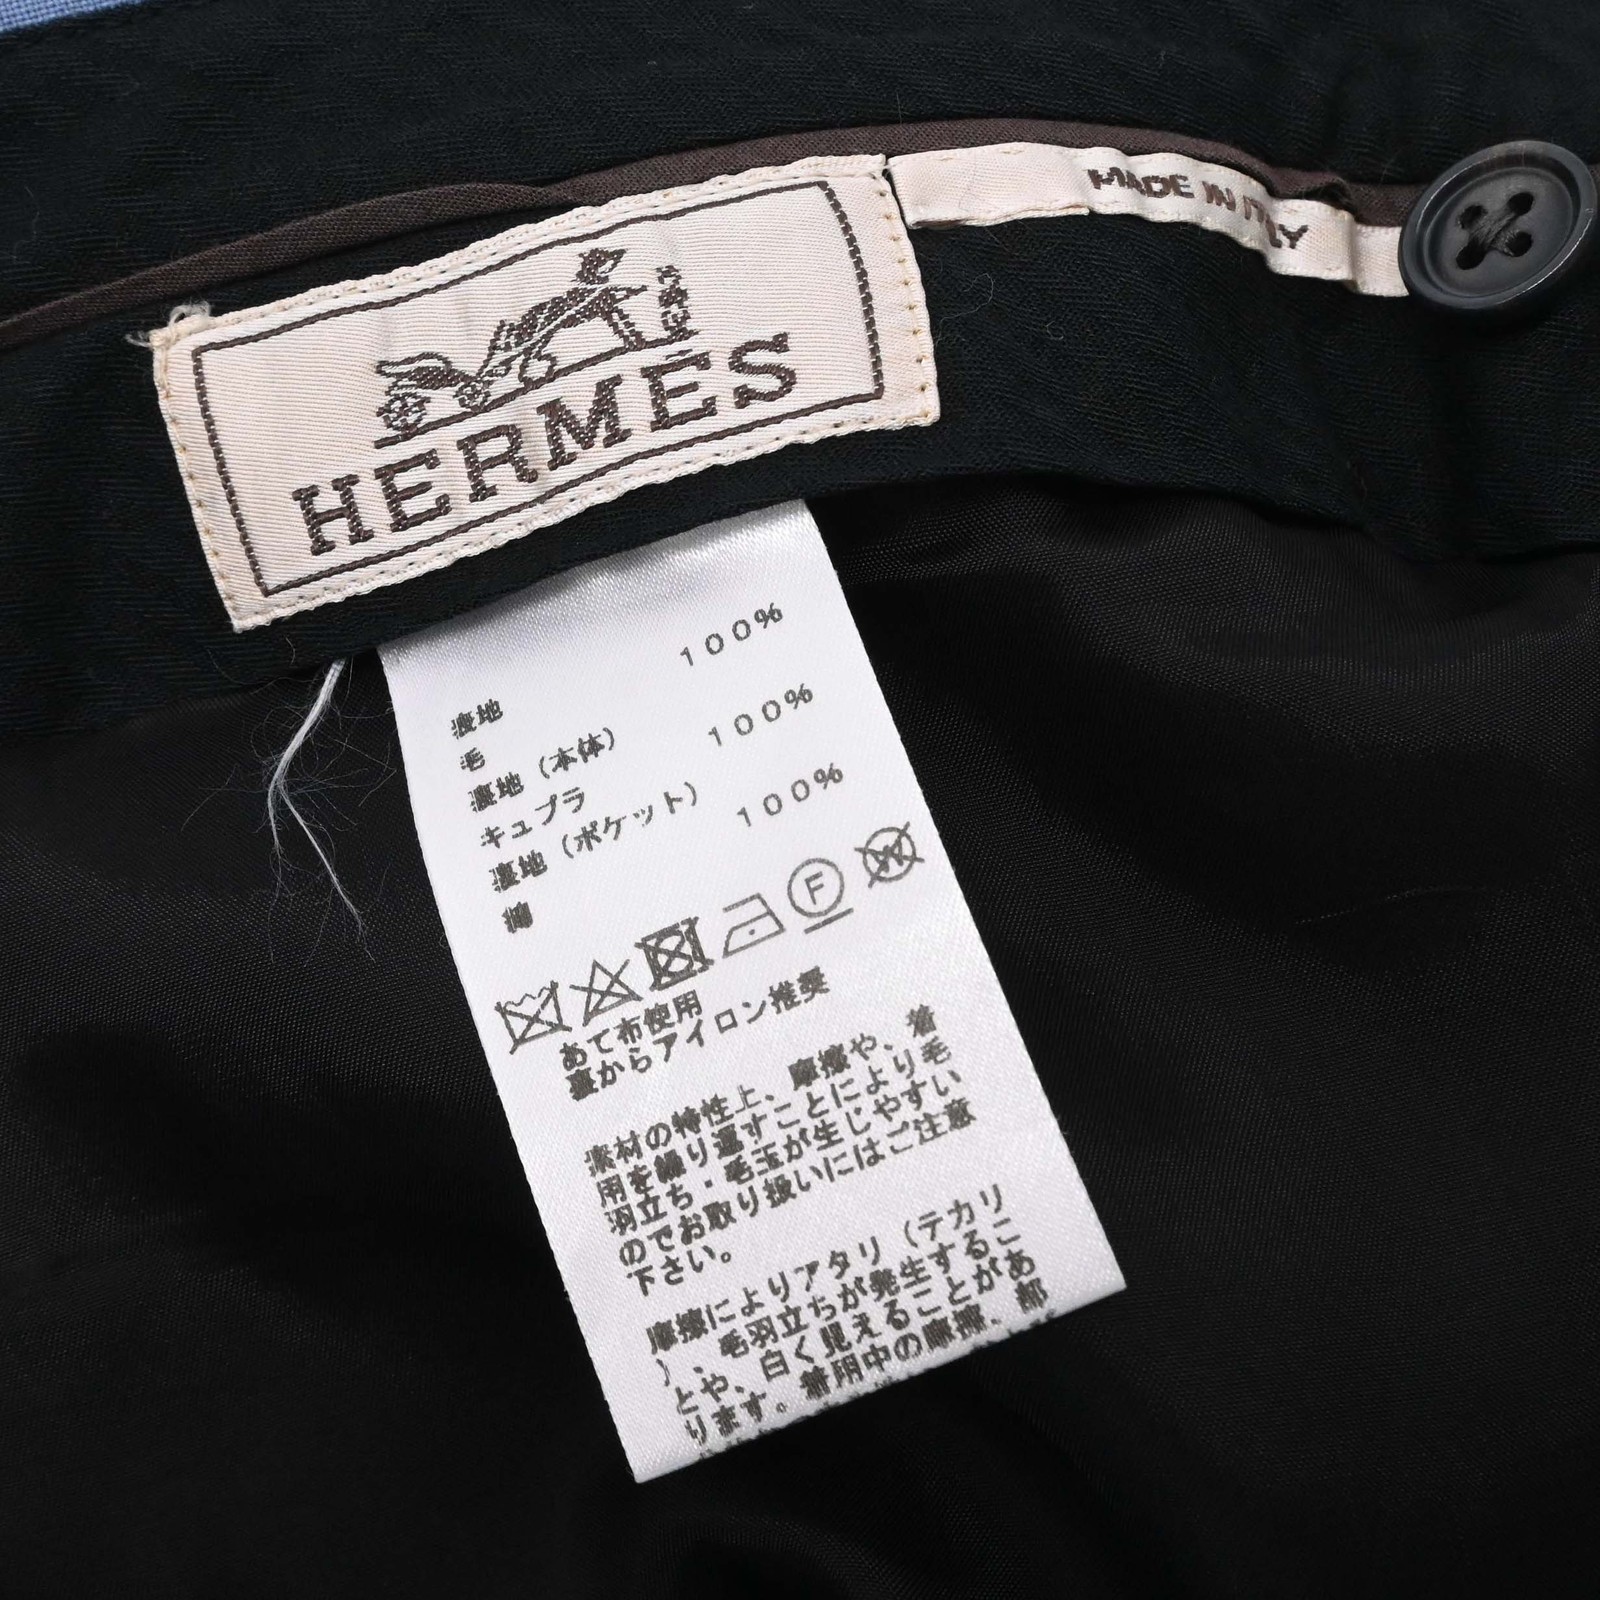 HERMÈS
MADE IN ITALY
表地
毛 100%
裏地（本体）
キュプラ 100%
裏地（ポケット）
綿 100%
F
W
あて布使用
裏からアイロン推奨
素材の特性上、摩擦や、着
用を繰り返すことにより毛
羽立ち・毛玉が生じやすい
のでお取り扱いにはご注意
下さい。
摩擦によりアタリ（テカリ
）、毛羽立ちが発生するこ
とや、白く見えることがあ
ります。着用中の摩擦、部